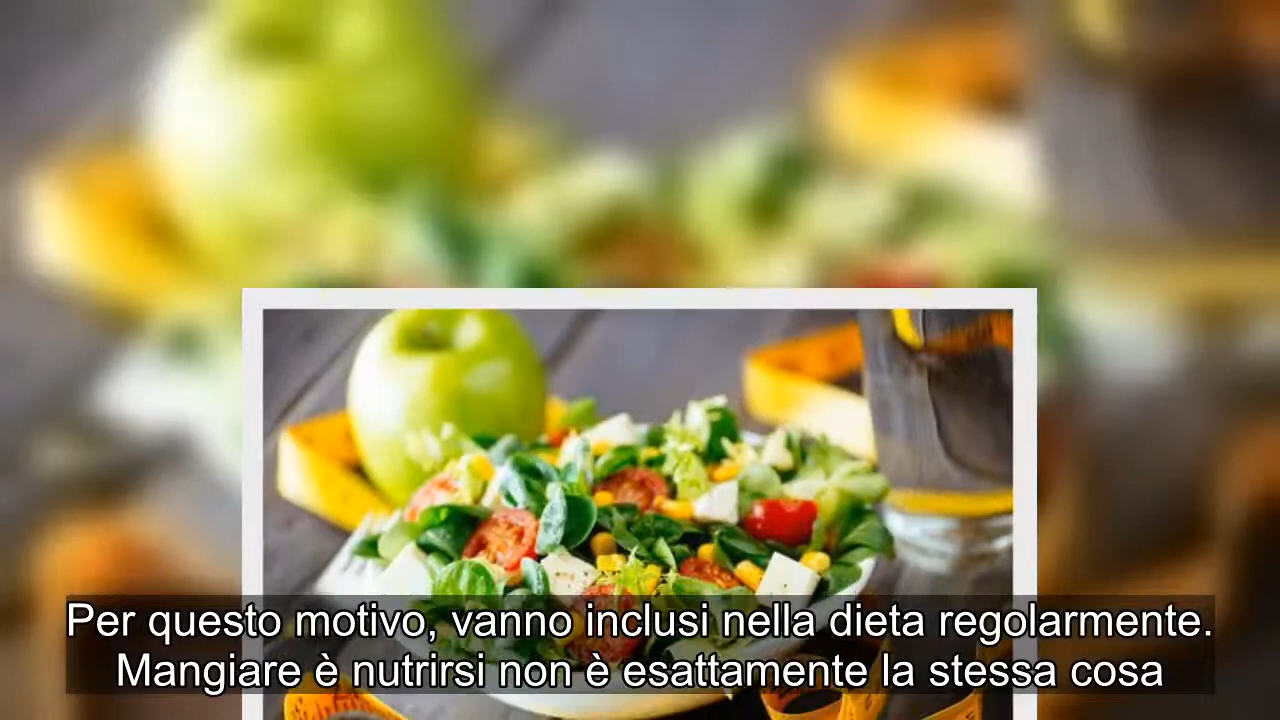 Per questo motivo, vanno inclusi nella dieta regolarmente.
Mangiare è nutrirsi non è esattamente la stessa cosa